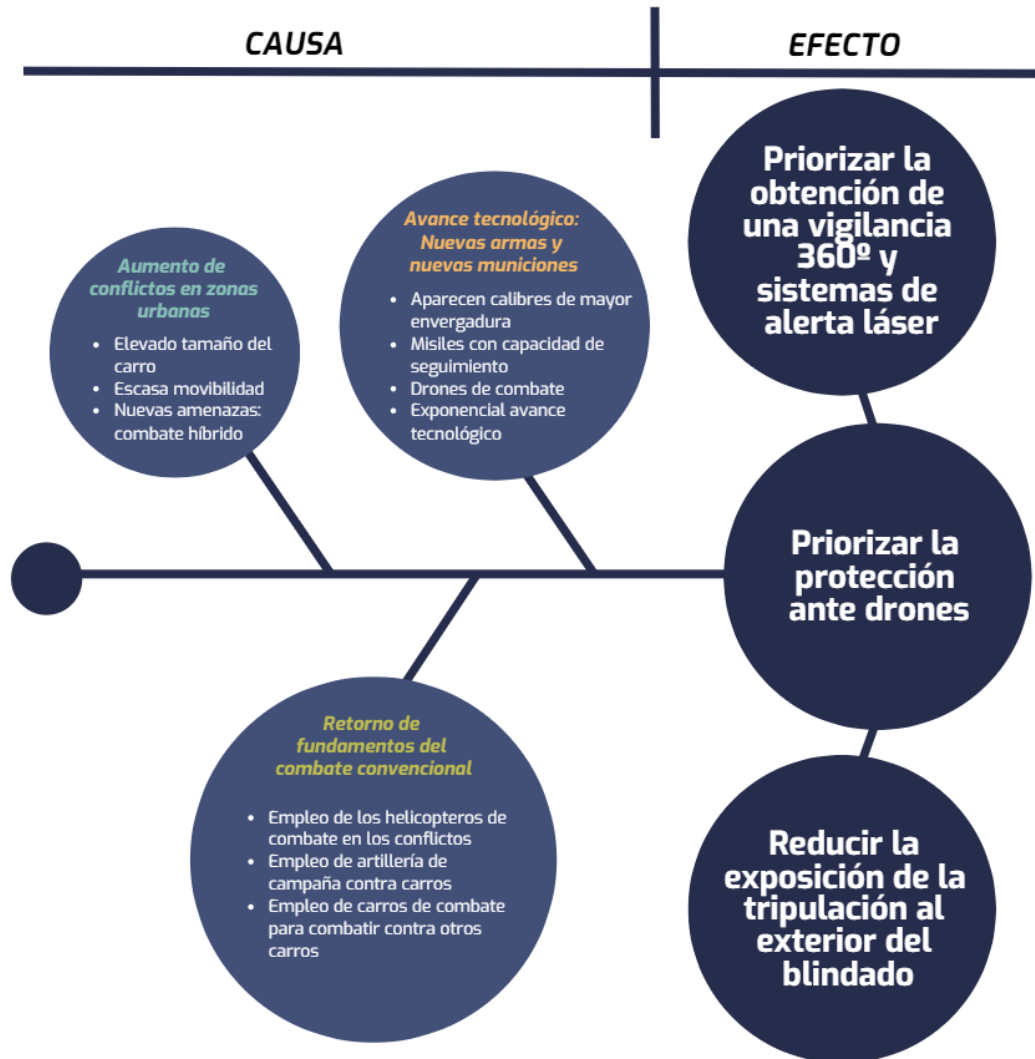 CAUSA
EFECTO
Aumento de
conflictos en zonas
urbanas
• Elevado tamaño del
carro
• Escasa movibilidad
• Nuevas amenazas:
combate híbrido
Avance tecnológico:
Nuevas armas y
nuevas municiones
• Aparecen calibres de mayor
envergadura
• Misiles con capacidad de
seguimiento
• Drones de combate
• Exponencial avance
tecnológico
Retorno de
fundamentos del
combate convencional
• Empleo de los helicopteros de
combate en los conflictos
• Empleo de artillería de
campaña contra carros
• Empleo de carros de combate
para combatir contra otros
carros
Priorizar la
obtención de
una vigilancia
360º y
sistemas de
alerta láser
Priorizar la
protección
ante drones
Reducir la
exposición de la
tripulación al
exterior del
blindado